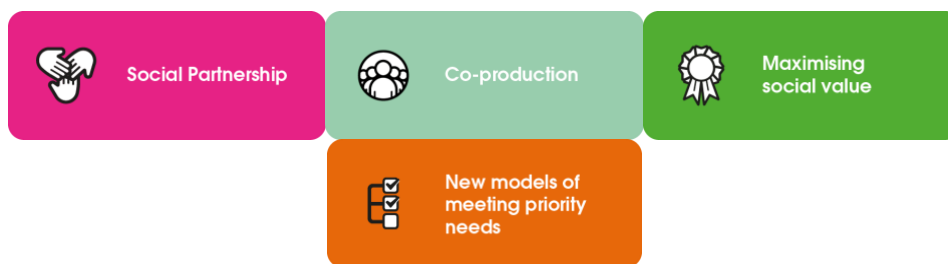 Social Partnership
Co-production
Maximising
social value
New models of
meeting priority
needs